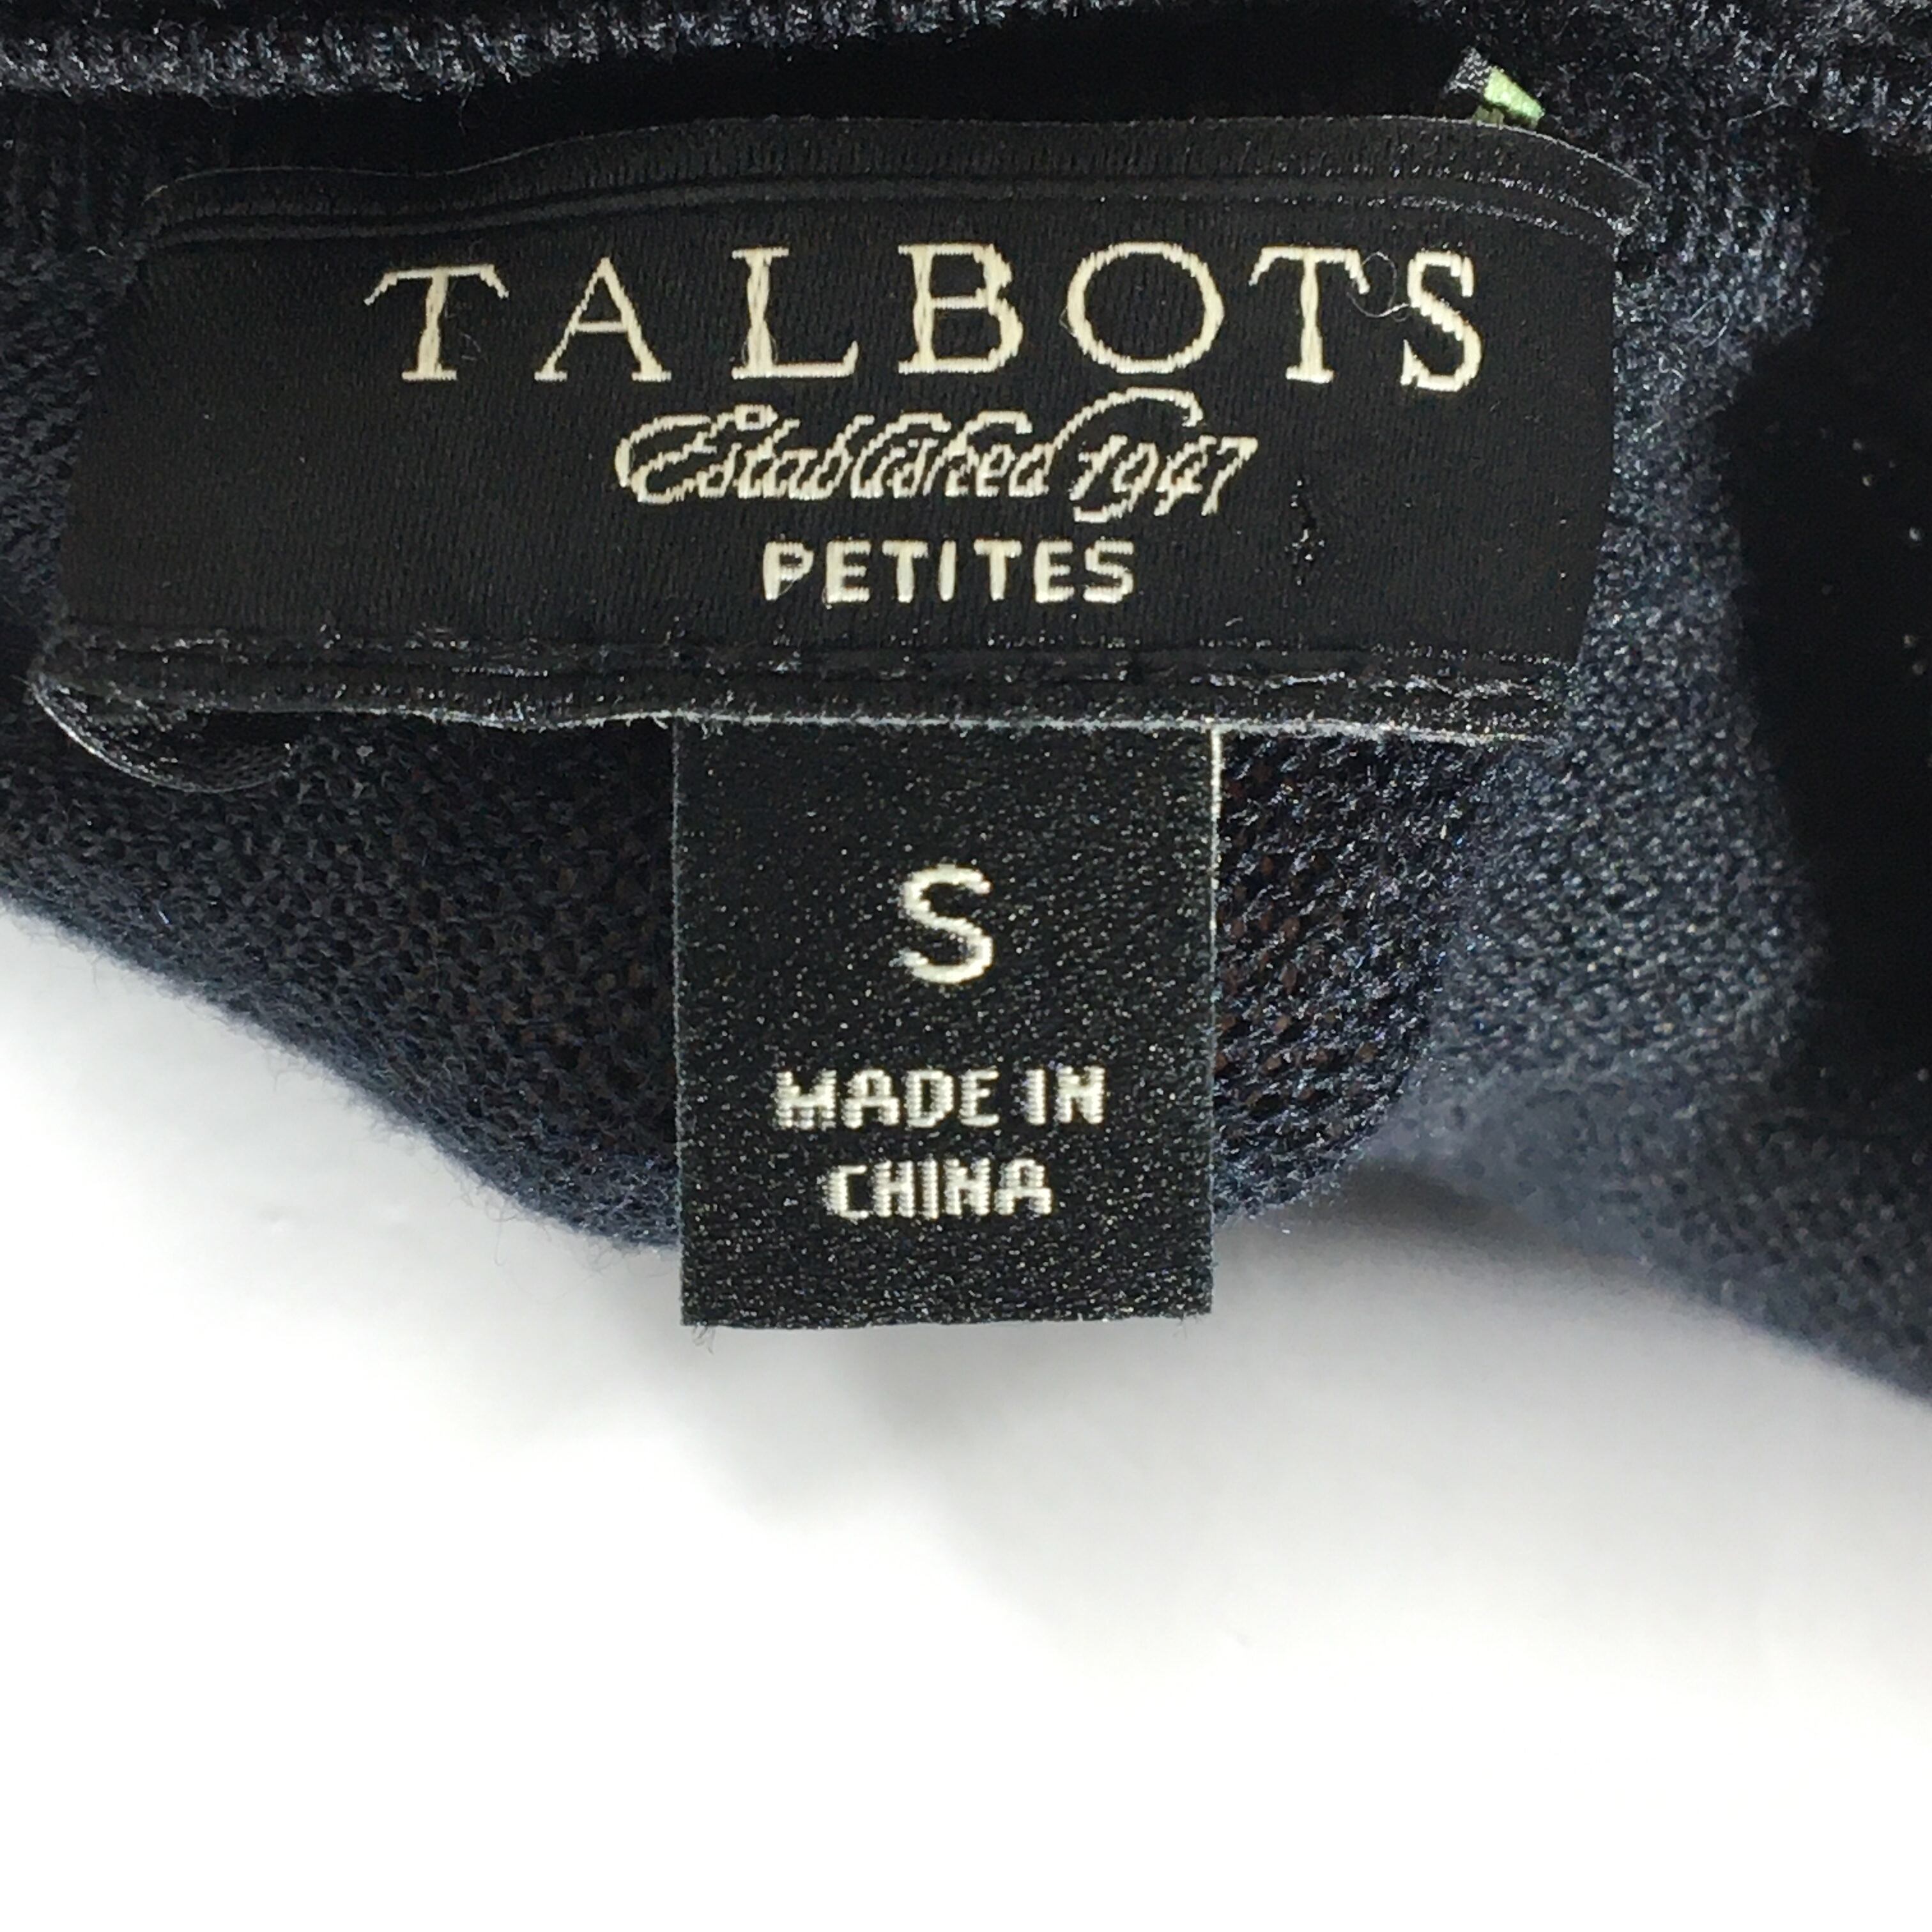 TALBOTS
Established 1947
PETITES
S
MADE IN
CHINA